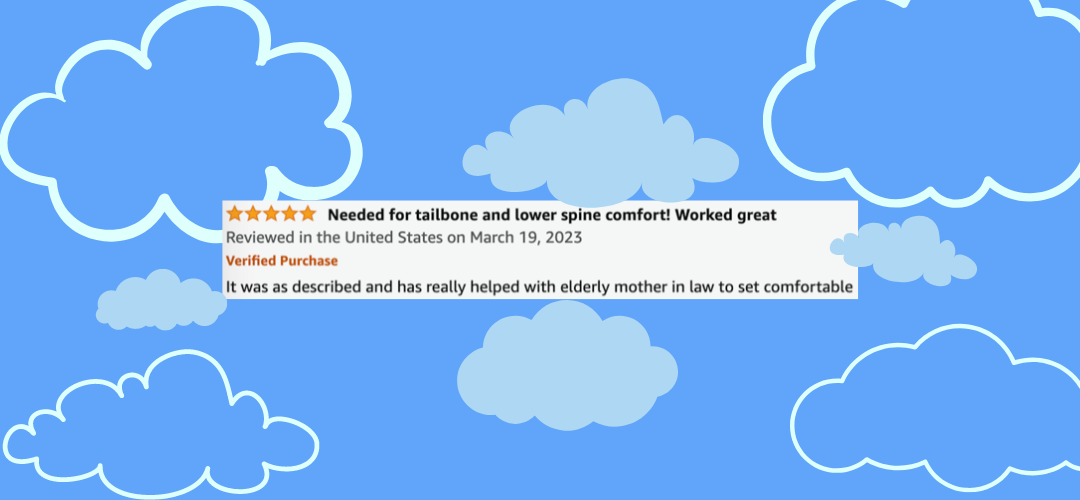 Needed for tailbone and lower spine comfort! Worked great
Reviewed in the United States on March 19, 2023
Verified Purchase
It was as described and has really helped with elderly mother in law to set comfortable